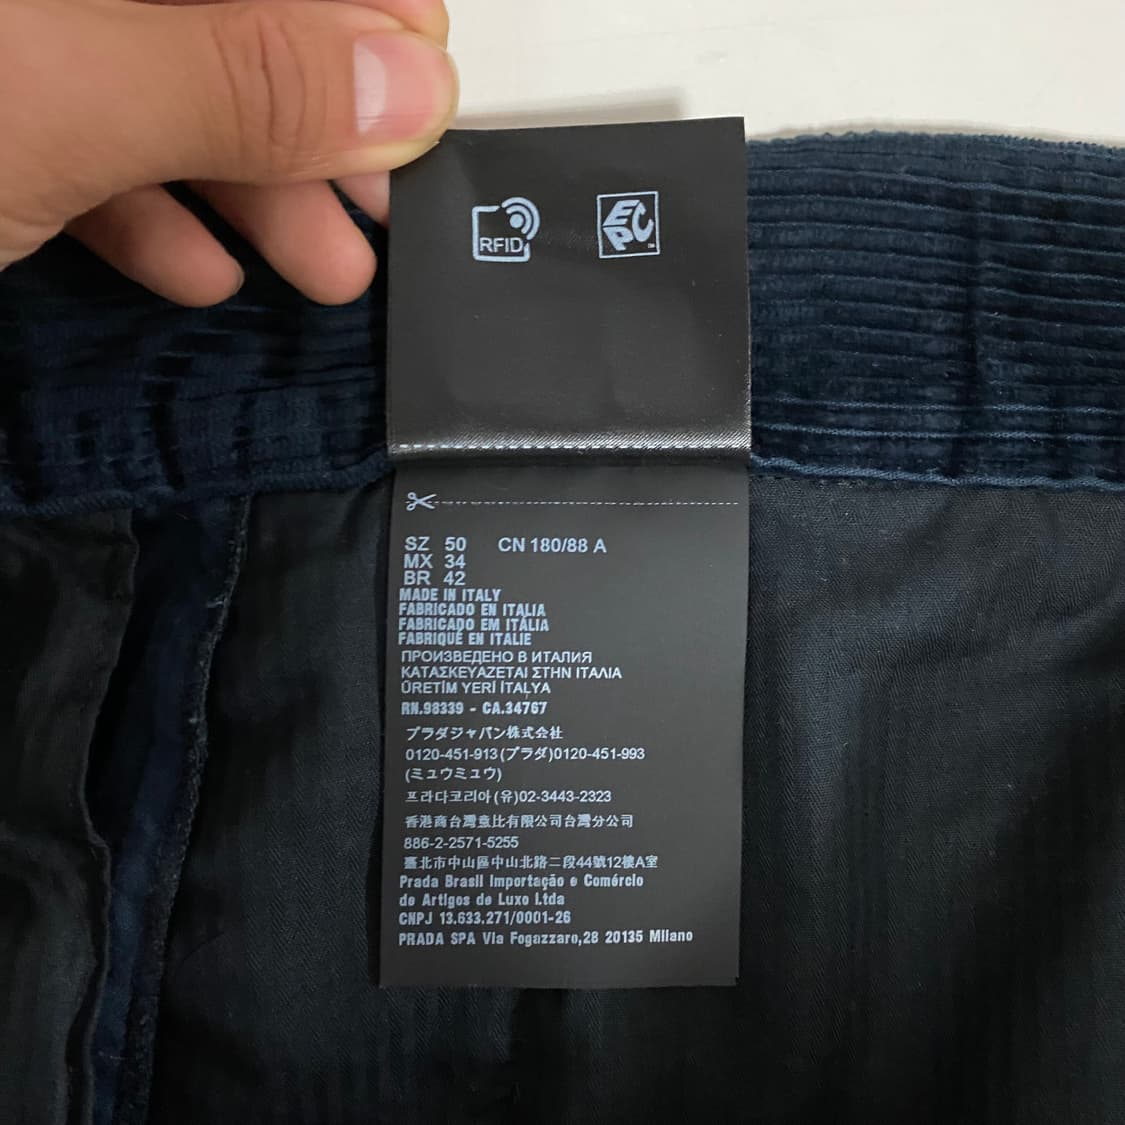 RFID
EPC™
SZ 50 CN 180/88 A
MX 34
BR 42
MADE IN ITALY
FABRICADO EN ITALIA
FABRICADO EM ITÁLIA
FABRIQUÉ EN ITALIE
ПРОИЗВЕДЕНО В ИТАЛИЯ
ΚΑΤΑΣΚΕΥΑΖΕΤΑΙ ΣΤΗΝ ΙΤΑΛΙΑ
ÜRETİM YERİ İTALYA
RN.98339 - CA.34767
プラダジャパン株式会社
0120-451-913(プラダ)0120-451-993
(ミュウミュウ)
프라다코리아(유)02-3443-2323
香港商台灣意比有限公司台灣分公司
886-2-2571-5255
臺北市中山區中山北路二段44號12樓A室
Prada Brasil Importação e Comércio
de Artigos de Luxo Ltda
CNPJ 13.633.271/0001-26
PRADA SPA Via Fogazzaro,28 20135 Milano